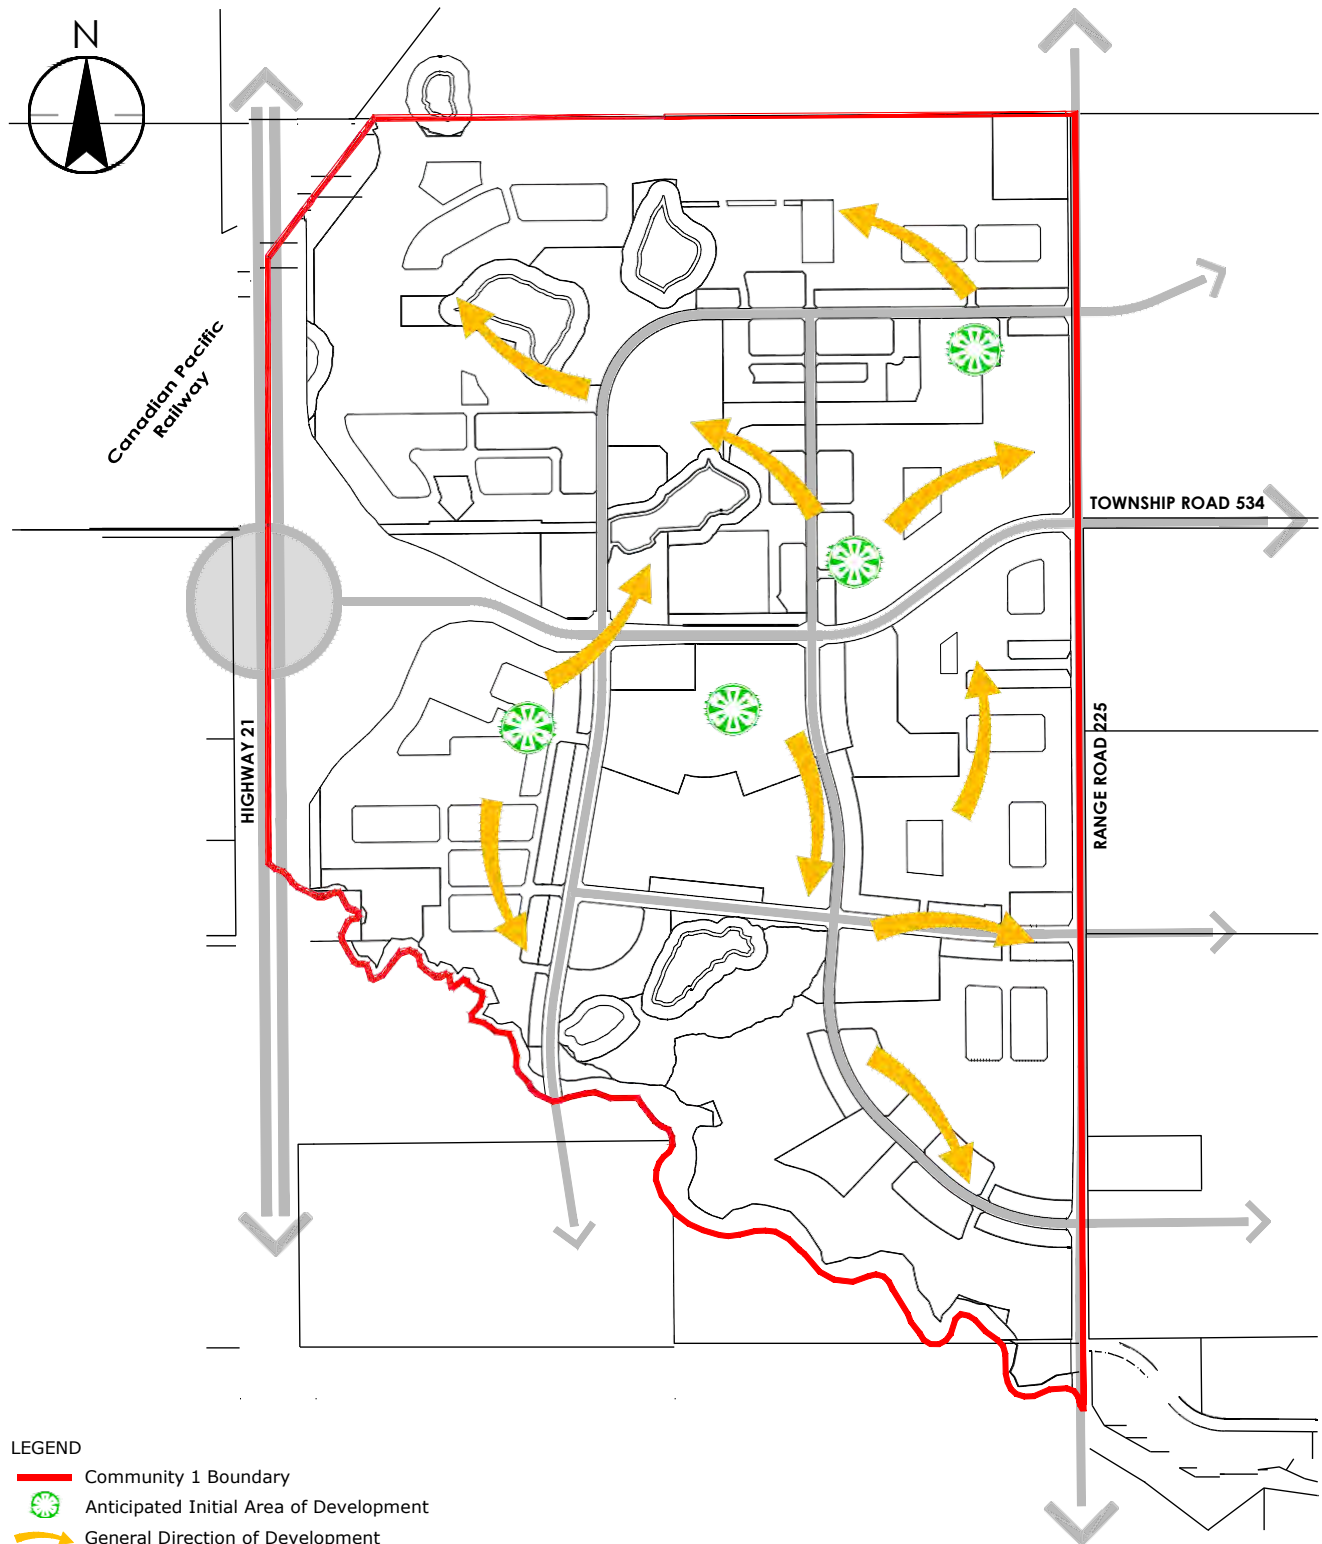 N
Canadian Pacific
Railway
TOWNSHIP ROAD 534
HIGHWAY 21
RANGE ROAD 225
LEGEND
Community 1 Boundary
Anticipated Initial Area of Development
General Direction of Development